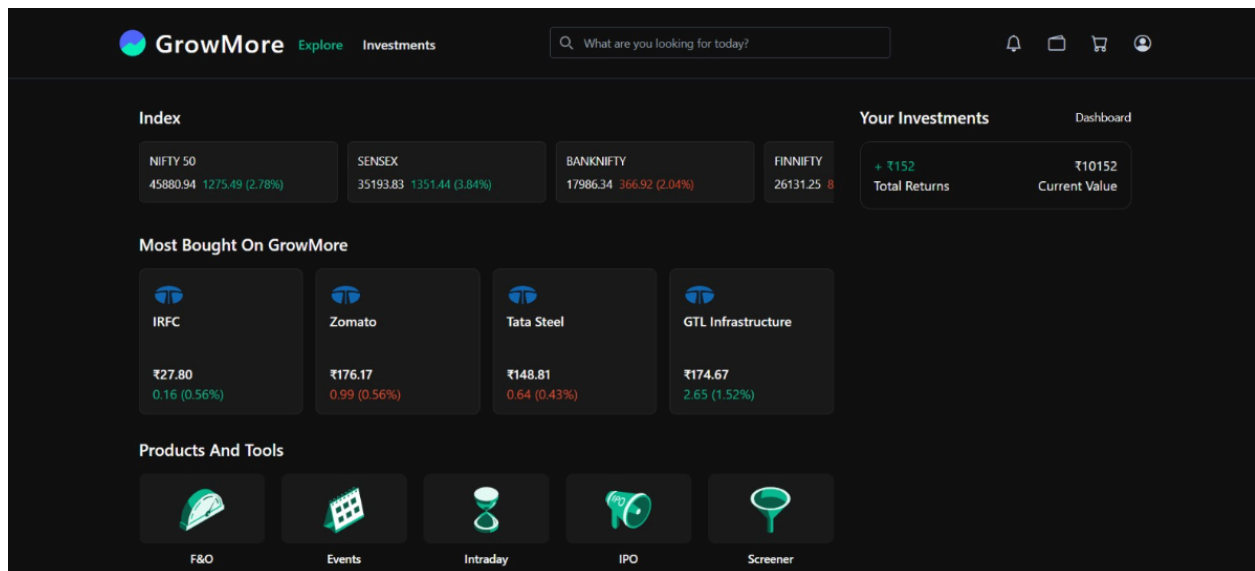 GrowMore Explore Investments What are you looking for today?
Index
NIFTY 50
45880.94 1275.49 (2.78%)
SENSEX
35193.83 1351.44 (3.84%)
BANKNIFTY
17986.34 366.92 (2.04%)
FINNIFTY
26131.25 8
Your Investments Dashboard
+ ₹152 ₹10152
Total Returns Current Value
Most Bought On GrowMore
IRFC
₹27.80
0.16 (0.56%)
Zomato
₹176.17
0.99 (0.56%)
Tata Steel
₹148.81
0.64 (0.43%)
GTL Infrastructure
₹174.67
2.65 (1.52%)
Products And Tools
F&O
Events
Intraday
IPO
IPO
Screener